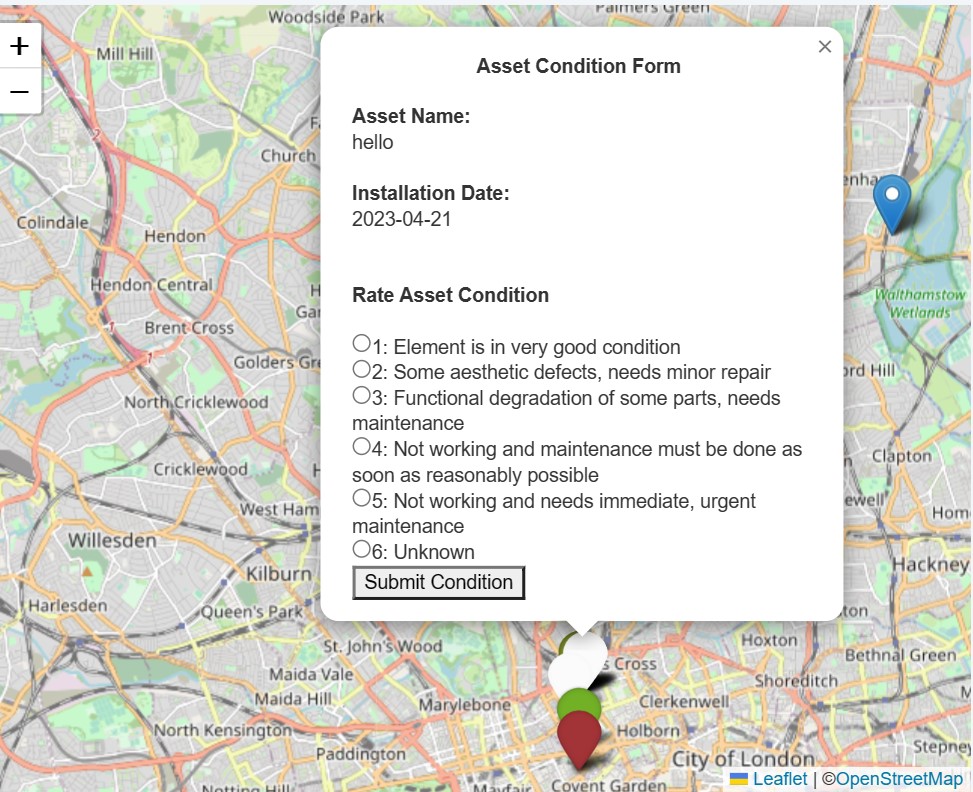 Woodside Park
Palmers Green
+
Mill Hill
×
Asset Condition Form
−
Asset Name:
2
hello
Church
Installation Date:
2023-04-21
Colindale
Hendon
Hendon Central
Rate Asset Condition
Walthamstow
Wetlands
1
Brent Cross
1
Golders Gre
1: Element is in very good condition
2: Some aesthetic defects, needs minor repair
ord Hill
3: Functional degradation of some parts, needs
maintenance
North Cricklewood
4: Not working and maintenance must be done as
soon as reasonably possible
Clapton
Cricklewood
5: Not working and needs immediate, urgent
maintenance
West Ham
ewell
Hom
Willesden
6: Unknown
Kilburn
Submit Condition
Hackney
Harlesden
Queen's Park
ton
St. John's Wood
Hoxton
s Cross
Bethnal Green
Maida Vale
Shoreditch
Maida Hill
Marylebone
Clerkenwell
North Kensington
Holborn
Paddington
City of London
Stepney
Notting Hill
Mayfair
Covent Garden
Leaflet | ©OpenStreetMap